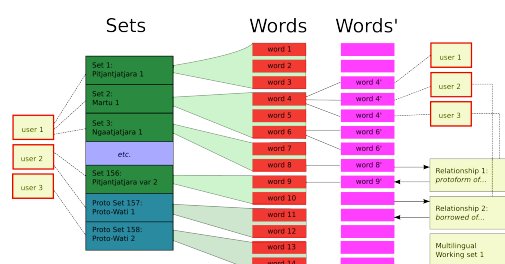 Sets
Words
Words'
Set 1:
Pitjantjatjara 1
Set 2:
Martu 1
Set 3:
Ngaatjatjara 1
etc.
Set 156:
Pitjantjatjara var 2
Proto Set 157:
Proto-Wati 1
Proto Set 158:
Proto-Wati 2
user 1
user 2
user 3
word 1
word 2
word 3
word 4
word 5
word 6
word 7
word 8
word 9
word 10
word 11
word 12
word 13
word 14
word 4'
word 4'
word 4'
word 6'
word 6'
word 8'
word 9'
user 1
user 2
user 3
Relationship 1:
protoform of...
Relationship 2:
borrowed of...
Multilingual
Working set 1